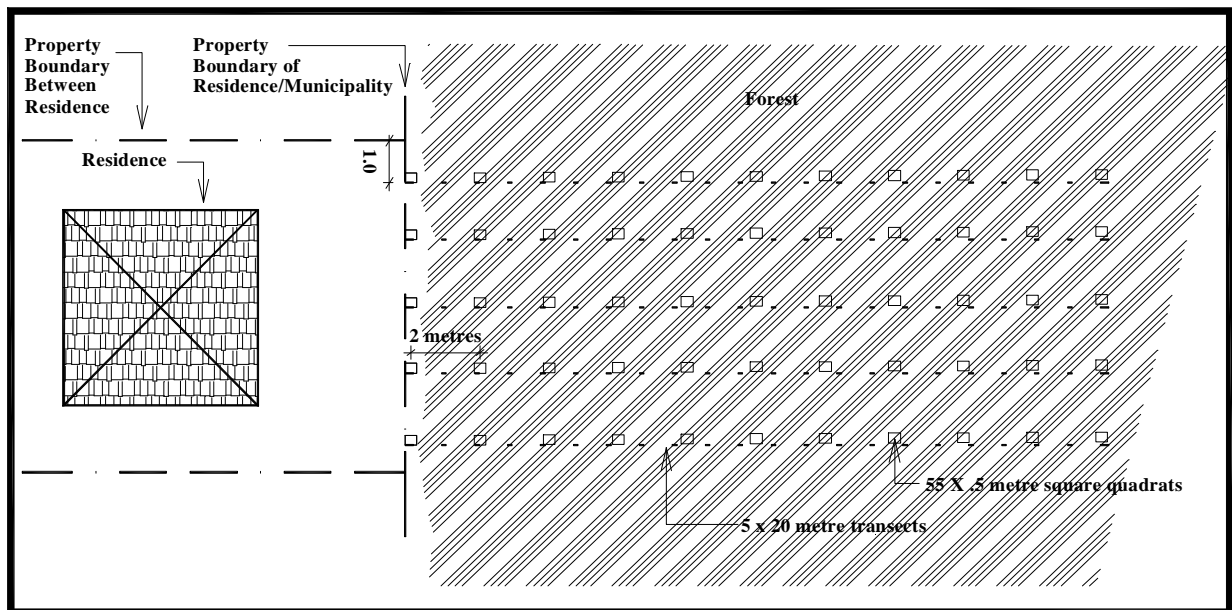 Property
Boundary
Between
Residence
Property
Boundary of
Residence/Municipality
Forest
Residence
1.0
2 metres
55 X .5 metre square quadrats
5 x 20 metre transects